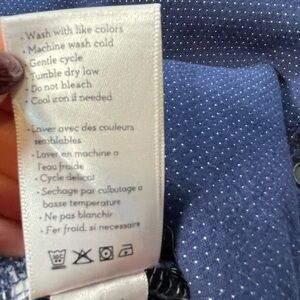 • Wash with like colors
• Machine wash cold
• Gentle cycle
• Tumble dry low
• Do not bleach
• Cool iron if needed
• Laver avec des couleurs
semblables
• Laver en machine a
l'eau froide
• Cycle delicat
• Sechage par culbutage a
basse temperature
• Ne pas blanchir
• Fer froid, si necessaire